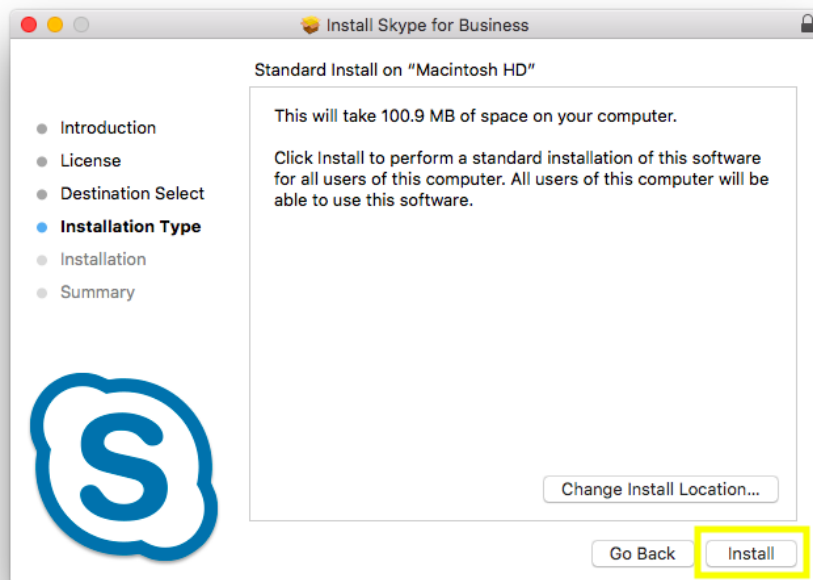 Install Skype for Business
Standard Install on “Macintosh HD”
Introduction
License
Destination Select
Installation Type
Installation
Summary
This will take 100.9 MB of space on your computer.
Click Install to perform a standard installation of this software
for all users of this computer. All users of this computer will be
able to use this software.
S
Change Install Location...
Go Back
Install